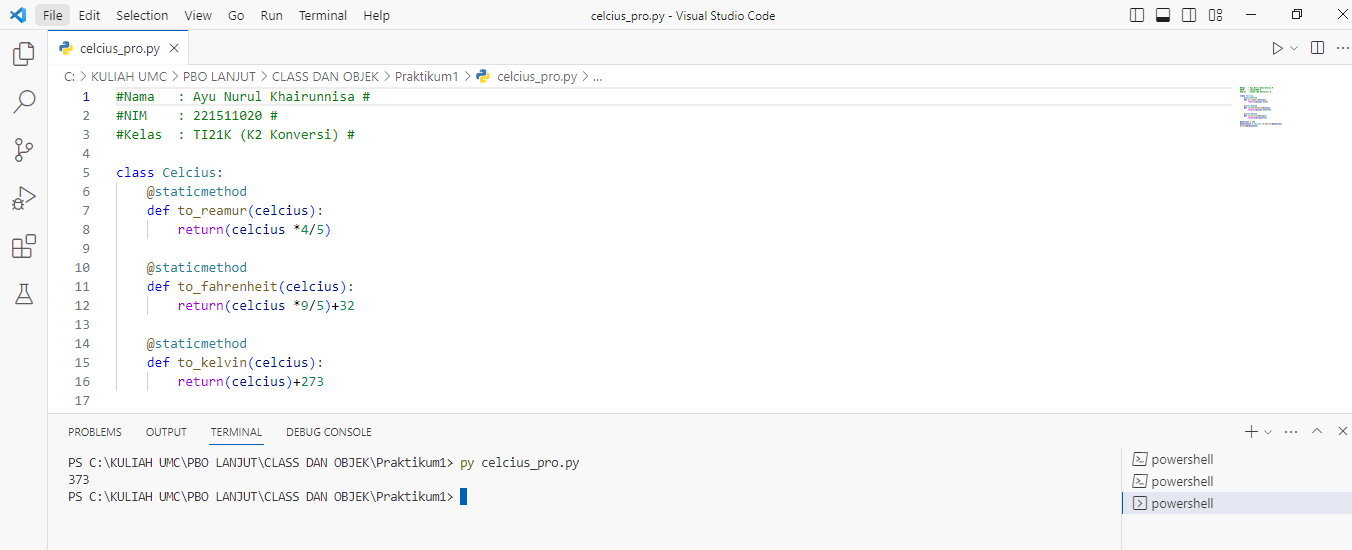 File Edit Selection View Go Run Terminal Help celcius_pro.py - Visual Studio Code
celcius_pro.py
C: > KULIAH UMC > PBO LANJUT > CLASS DAN OBJEK > Praktikum1 > celcius_pro.py > ...
1 #Nama   : Ayu Nurul Khairunnisa #
2 #NIM    : 221511020 #
3 #Kelas  : TI21K (K2 Konversi) #
4
5 class Celcius:
6     @staticmethod
7     def to_reamur(celcius):
8         return(celcius *4/5)
9
10     @staticmethod
11     def to_fahrenheit(celcius):
12         return(celcius *9/5)+32
13
14     @staticmethod
15     def to_kelvin(celcius):
16         return(celcius)+273
17
PROBLEMS OUTPUT TERMINAL DEBUG CONSOLE
PS C:\KULIAH UMC\PBO LANJUT\CLASS DAN OBJEK\Praktikum1> py celcius_pro.py
373
PS C:\KULIAH UMC\PBO LANJUT\CLASS DAN OBJEK\Praktikum1>
powershell
powershell
powershell